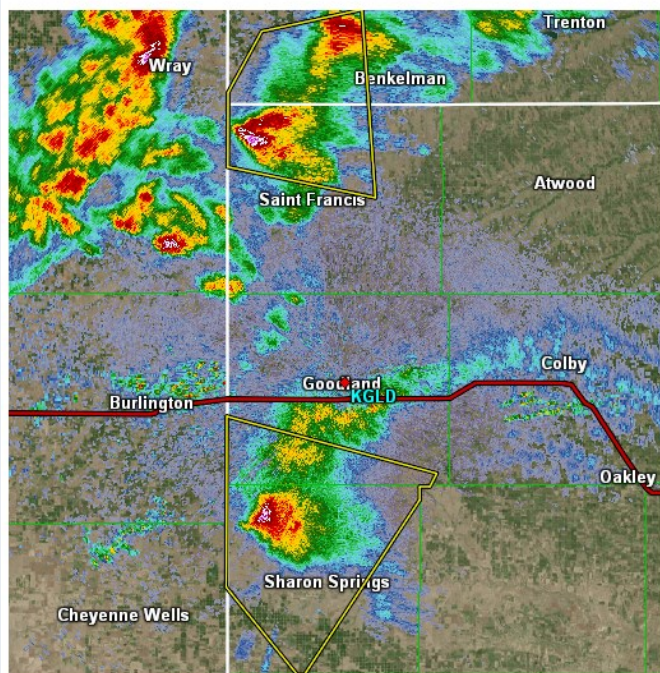 Trenton
Wray
Benkelman
Atwood
Saint Francis
Colby
Goodland
KGLD
Burlington
Oakley
Sharon Springs
Cheyenne Wells